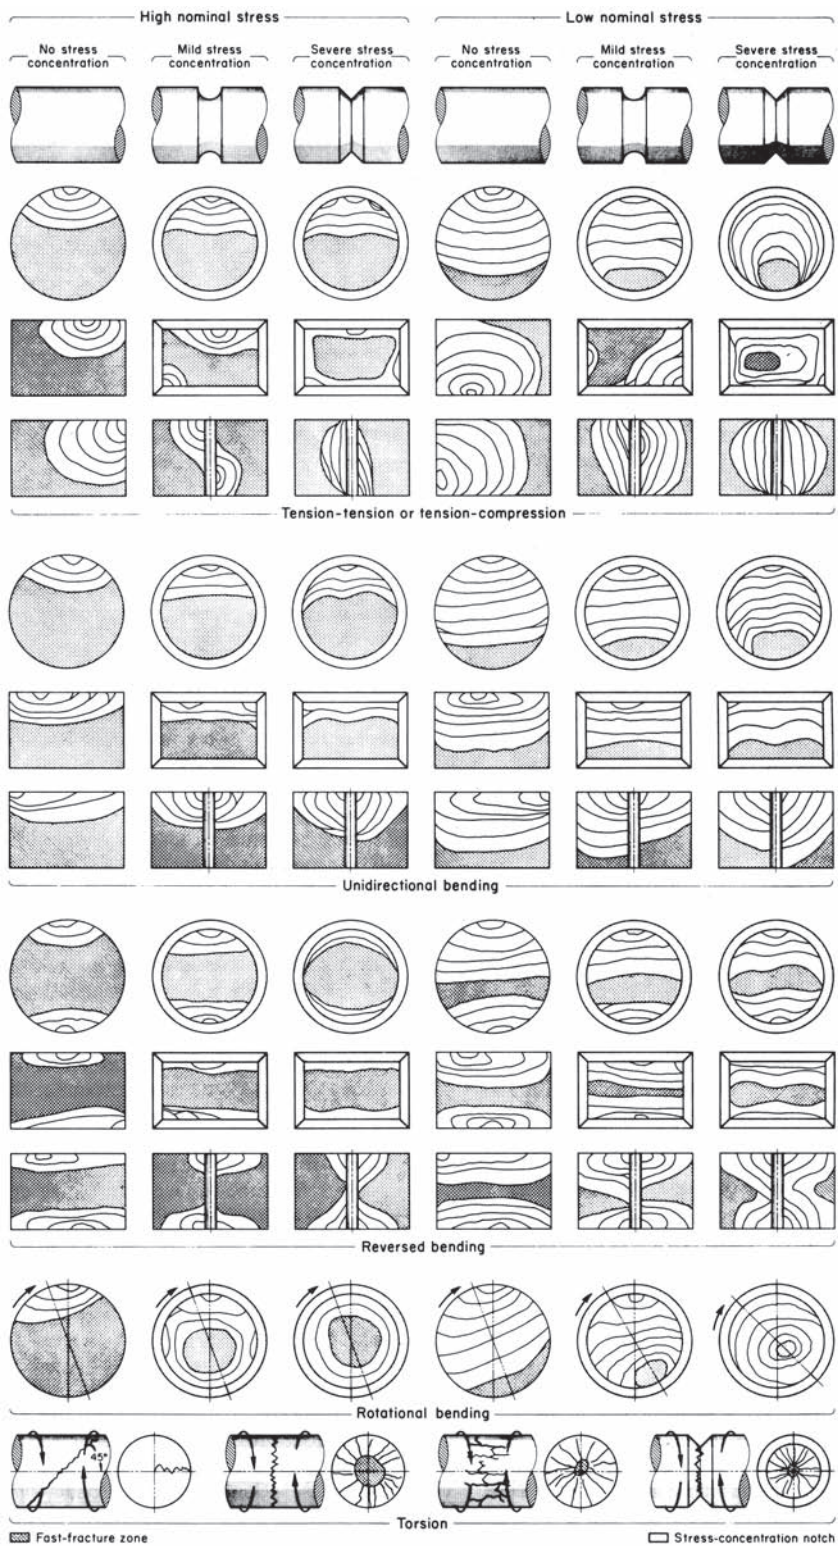 High nominal stress
Low nominal stress
No stress concentration
Mild stress concentration
Severe stress concentration
No stress concentration
Mild stress concentration
Severe stress concentration
Tension-tension or tension-compression
Unidirectional bending
Reversed bending
Rotational bending
45°
Torsion
Fast-fracture zone
Stress-concentration notch